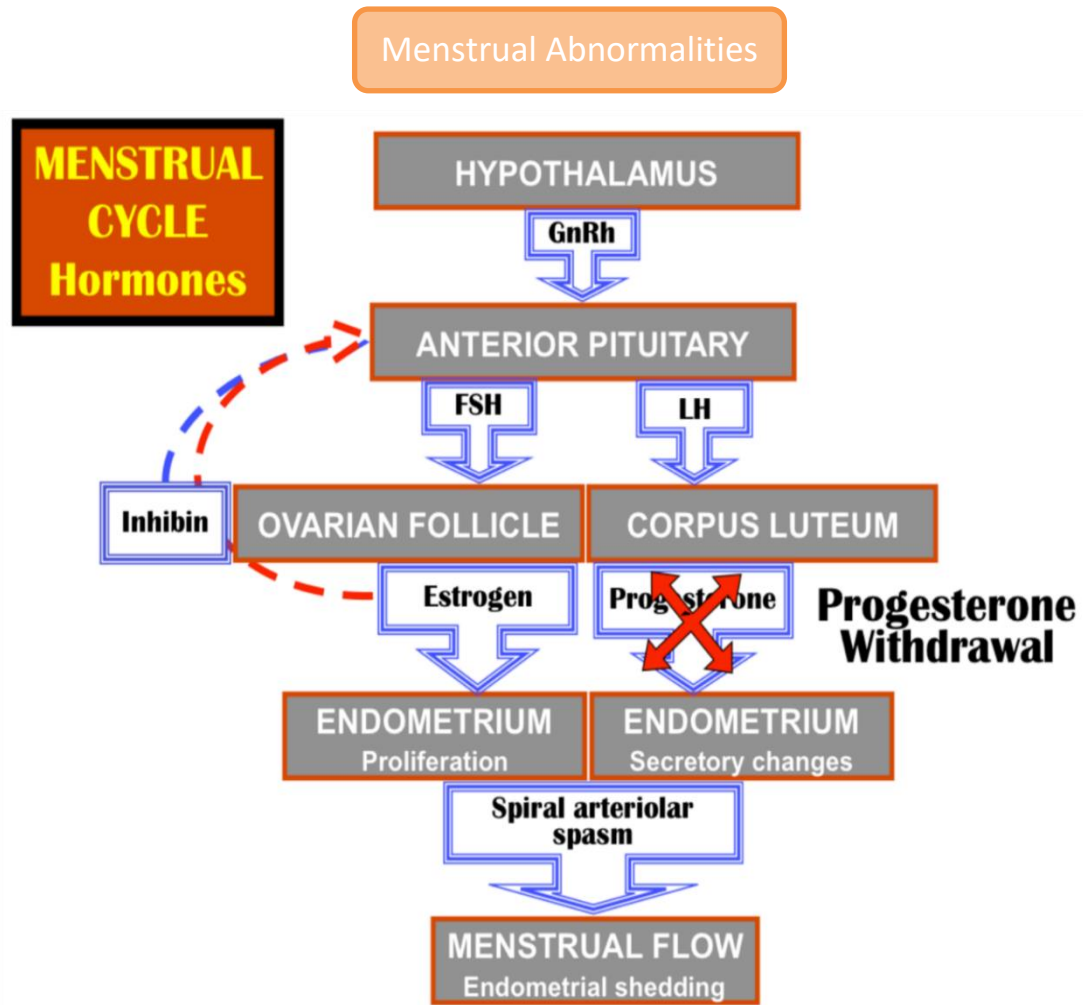 Menstrual Abnormalities
MENSTRUAL
CYCLE
Hormones
HYPOTHALAMUS
GnRh
ANTERIOR PITUITARY
FSH
LH
Inhibin
OVARIAN FOLLICLE
CORPUS LUTEUM
Estrogen
Progesterone
Progesterone
Withdrawal
ENDOMETRIUM
Proliferation
ENDOMETRIUM
Secretory changes
Spiral arteriolar
spasm
MENSTRUAL FLOW
Endometrial shedding